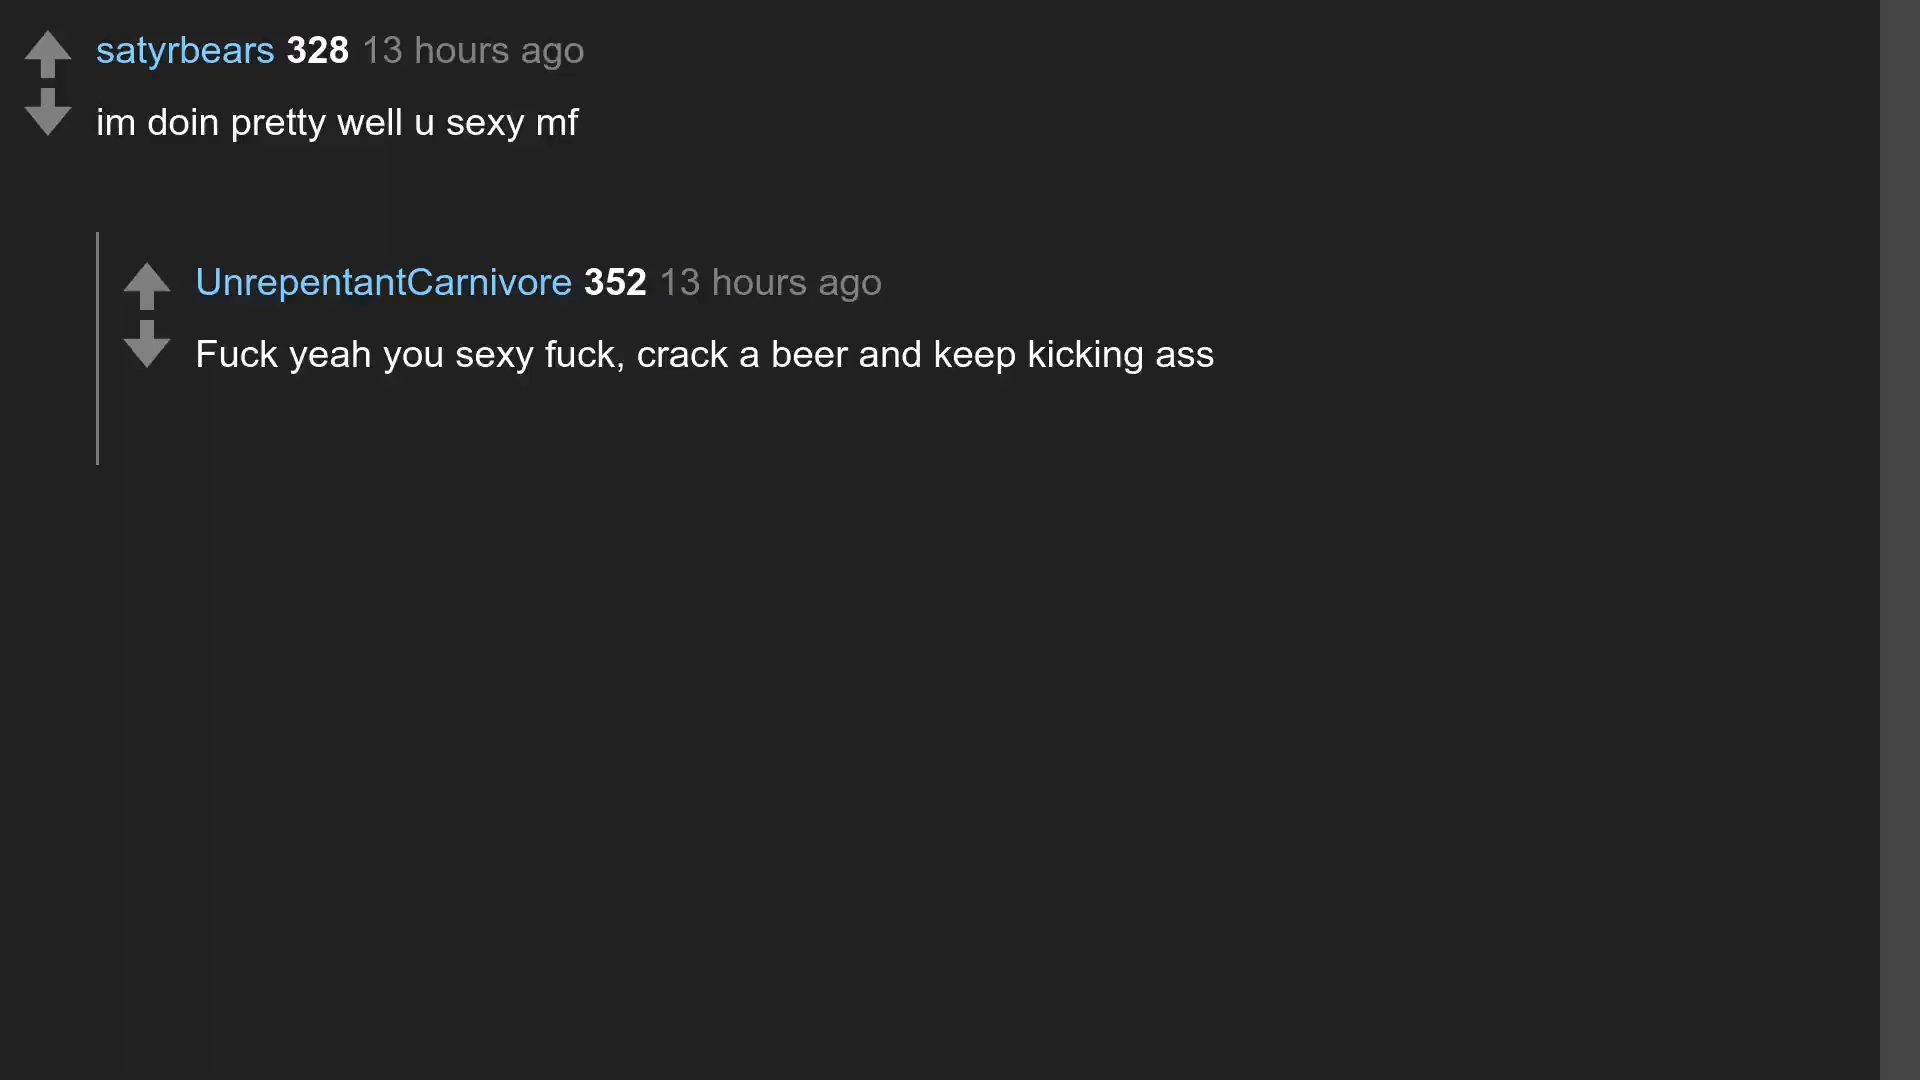 satyrbears 328 13 hours ago
im doin pretty well u sexy mf
UnrepentantCarnivore 352 13 hours ago
Fuck yeah you sexy fuck, crack a beer and keep kicking ass